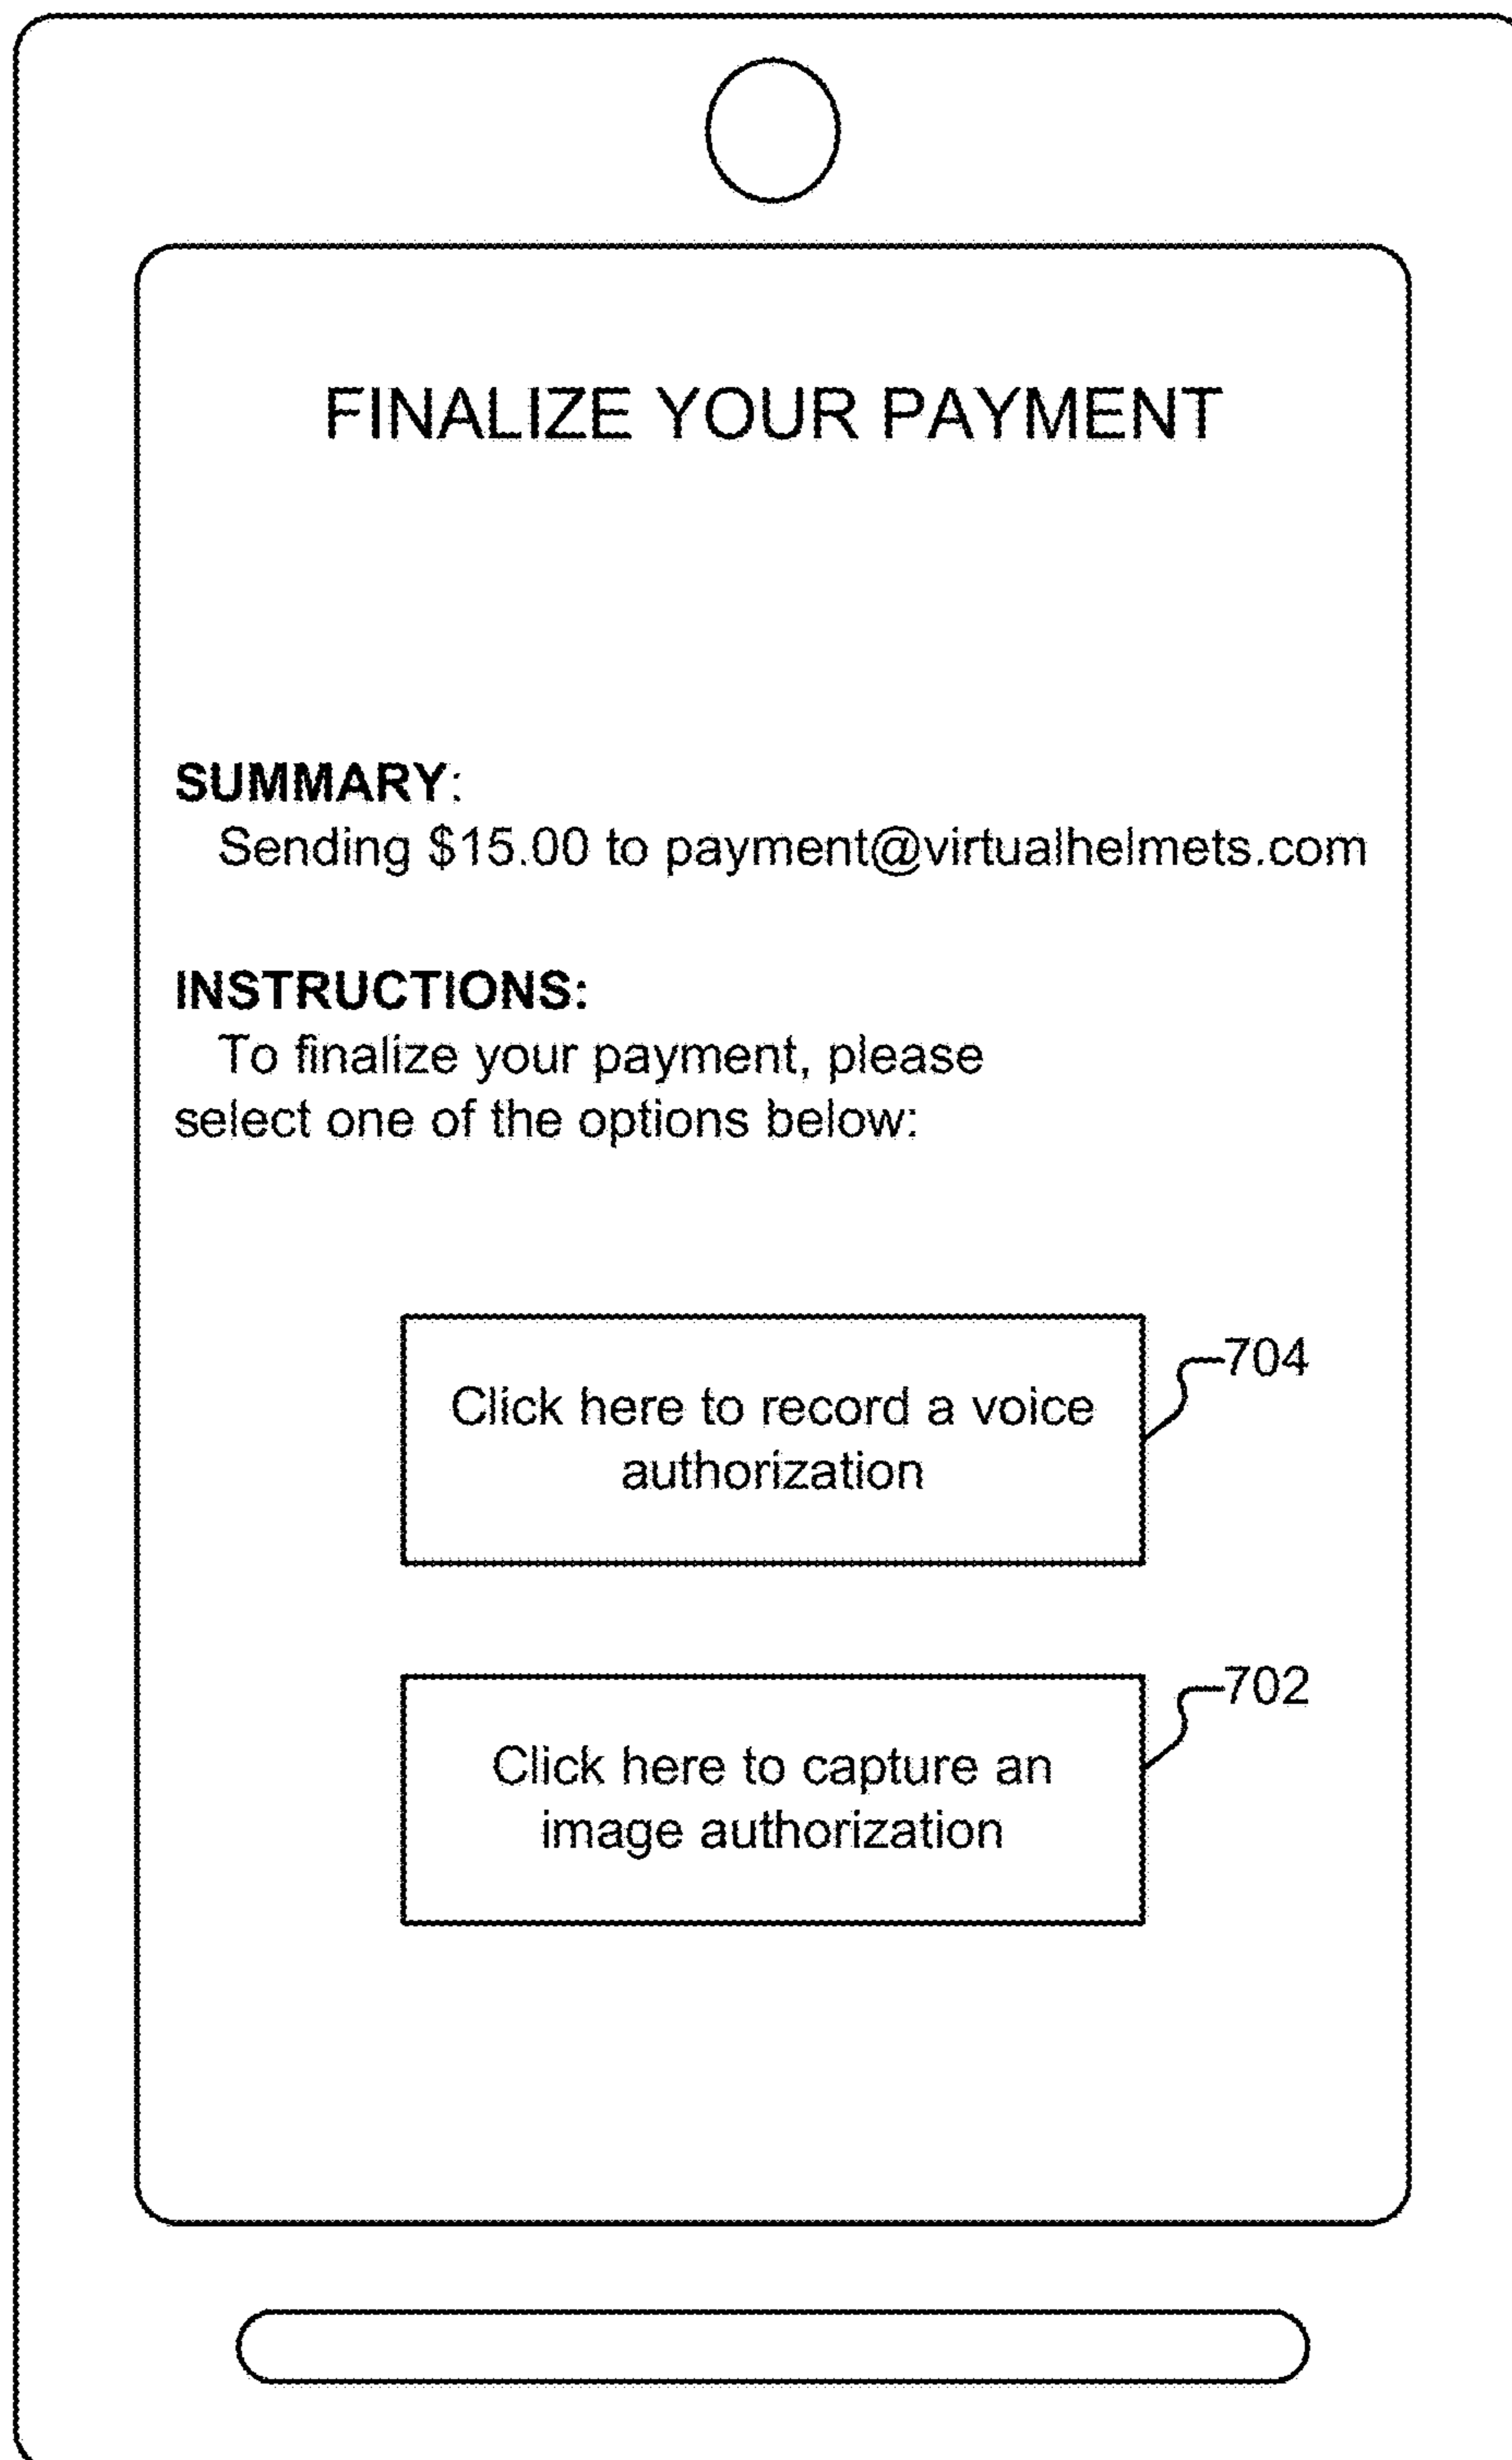 FINALIZE YOUR PAYMENT
SUMMARY:
Sending $15.00 to payment@virtualhelmets.com
INSTRUCTIONS:
To finalize your payment, please
select one of the options below:
Click here to record a voice
authorization
704
Click here to capture an
image authorization
702